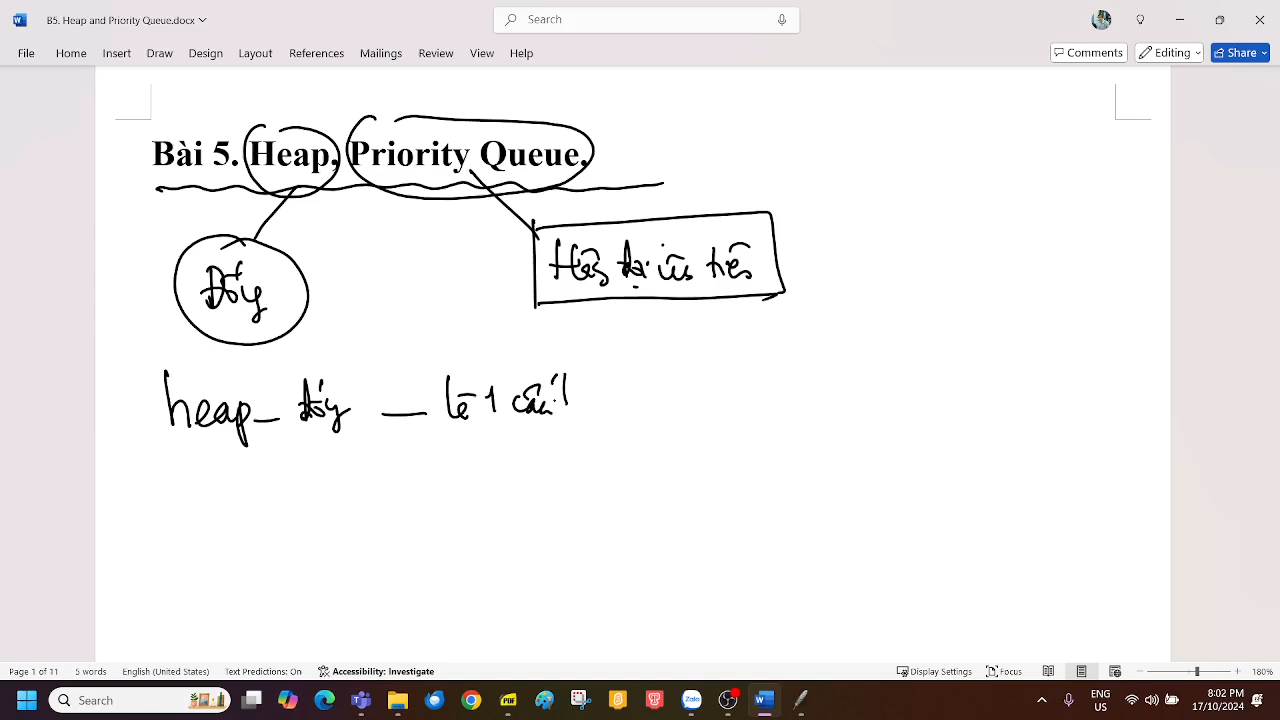 B5. Heap and Priority Queue.docx
Search
File Home Insert Draw Design Layout References Mailings Review View Help
Comments Editing Share
Bài 5. Heap, Priority Queue.
Đống
Hàng đợi ưu tiên
heap - đống — là 1 cấu
Page 1 of 11 5 words English (United States) Text Predictions: On Accessibility: Investigate
Display Settings Focus 180%
Search
PDF
Zalo
ENG
US
8:02 PM
17/10/2024